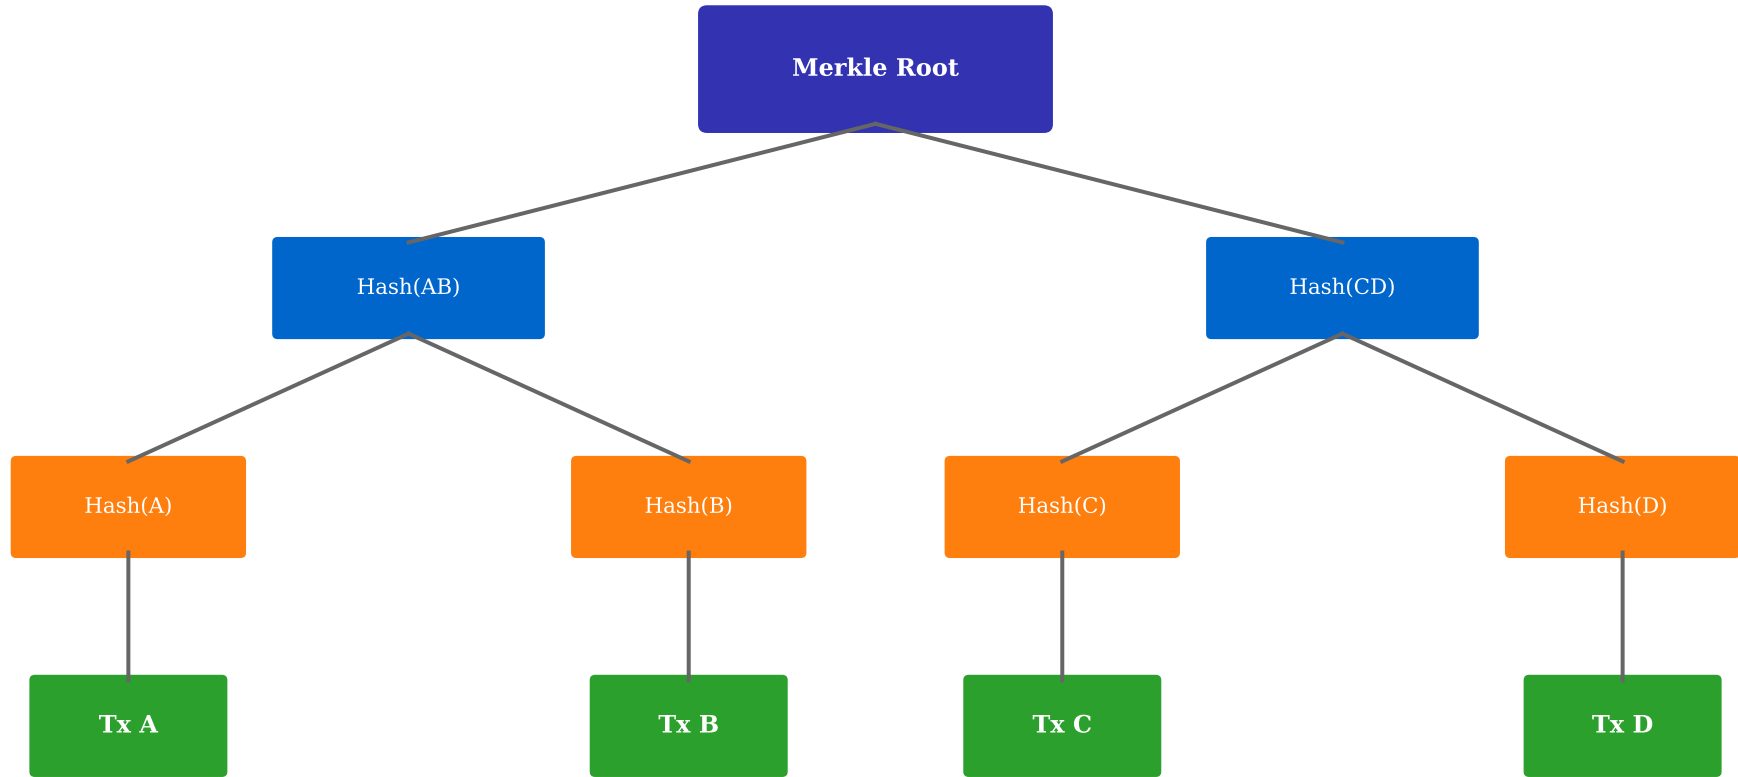 Merkle Root
Hash(AB)
Hash(CD)
Hash(A)
Hash(B)
Hash(C)
Hash(D)
Tx A
Tx B
Tx C
Tx D